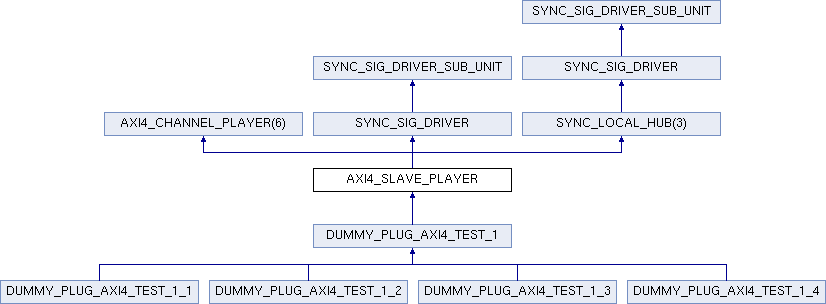 SYNC_SIG_DRIVER_SUB_UNIT
SYNC_SIG_DRIVER_SUB_UNIT
SYNC_SIG_DRIVER
AXI4_CHANNEL_PLAYER(6)
SYNC_SIG_DRIVER
SYNC_LOCAL_HUB(3)
AXI4_SLAVE_PLAYER
DUMMY_PLUG_AXI4_TEST_1
DUMMY_PLUG_AXI4_TEST_1_1
DUMMY_PLUG_AXI4_TEST_1_2
DUMMY_PLUG_AXI4_TEST_1_3
DUMMY_PLUG_AXI4_TEST_1_4